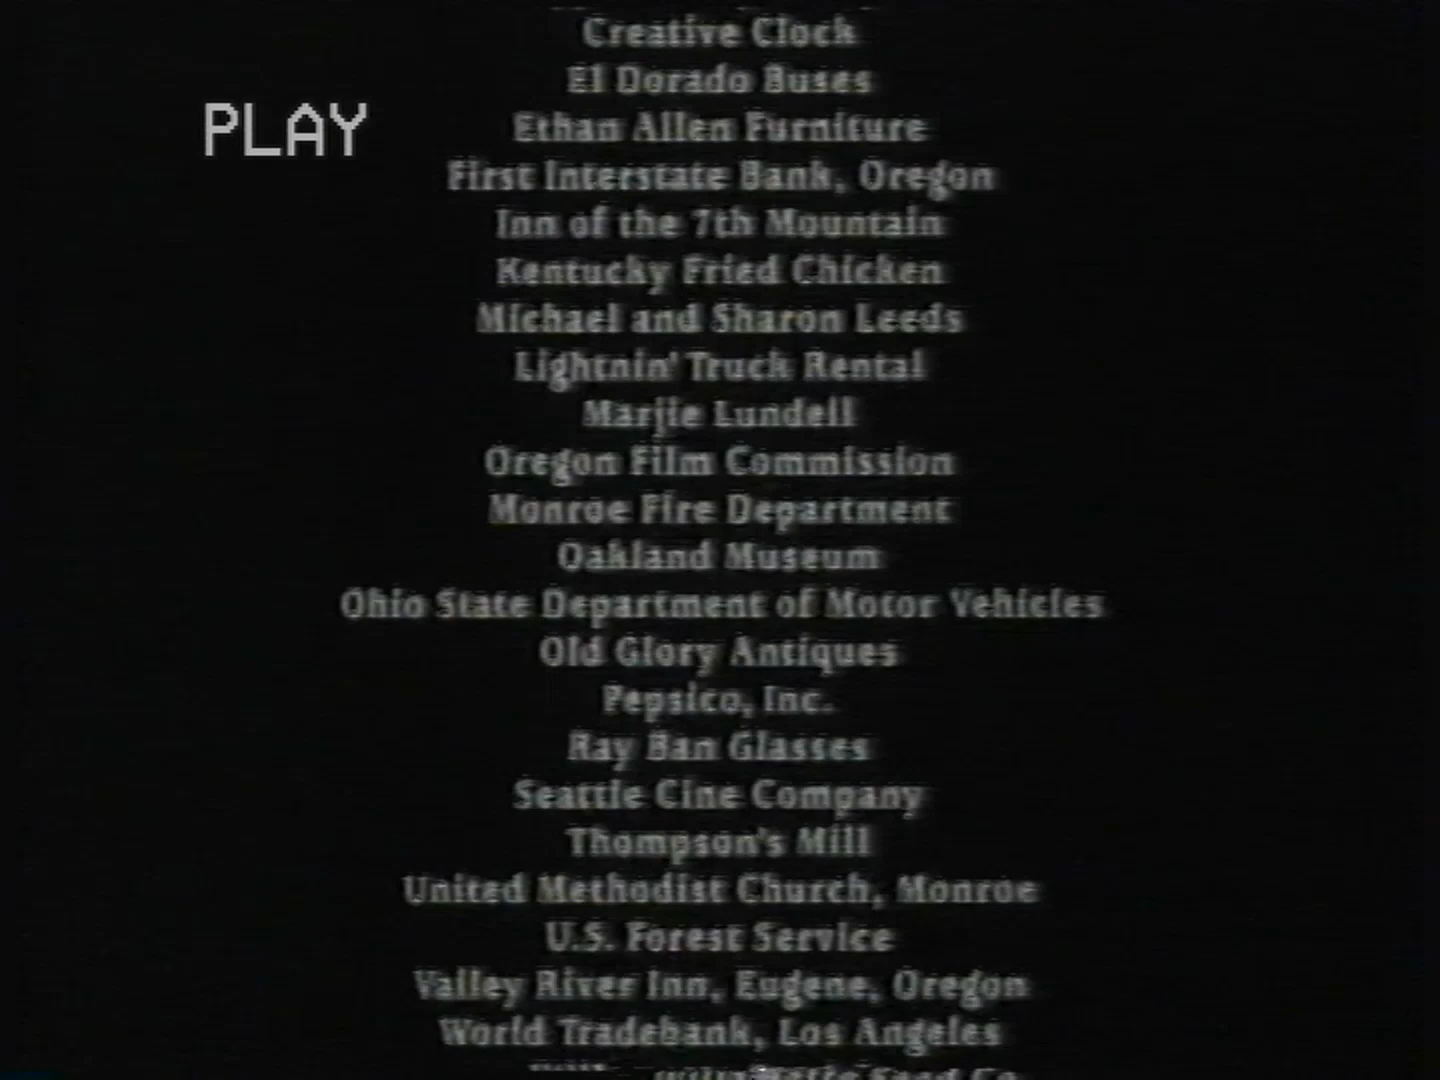 Creative Clock
El Dorado Buses
PLAY
Ethan Allen Furniture
First Interstate Bank, Oregon
Inn of the 7th Mountain
Kentucky Fried Chicken
Michael and Sharon Leeds
Lightnin' Truck Rental
Marjie Lundell
Oregon Film Commission
Monroe Fire Department
Oakland Museum
Ohio State Department of Motor Vehicles
Old Glory Antiques
Pepsico, Inc.
Ray Ban Glasses
Seattle Cine Company
Thompson's Mill
United Methodist Church, Monroe
U.S. Forest Service
Valley River Inn, Eugene, Oregon
World Tradebank, Los Angeles
Seed Co.